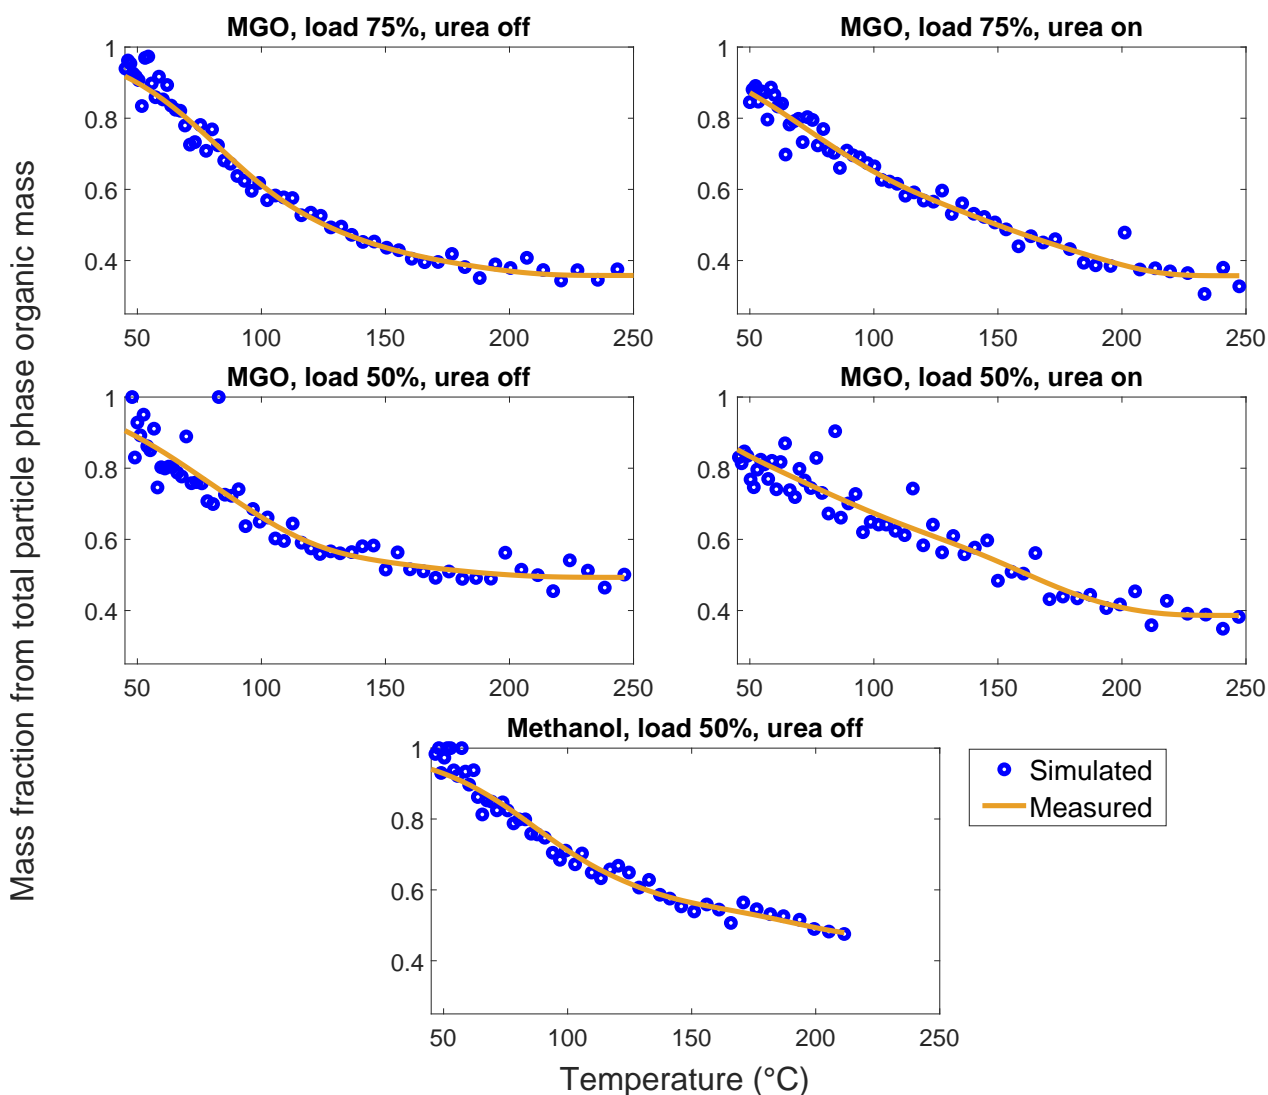 MGO, load 75%, urea off
1
0.8
0.6
0.4
50 100 150 200 250
MGO, load 75%, urea on
1
0.8
0.6
0.4
50 100 150 200 250
MGO, load 50%, urea off
1
0.8
0.6
0.4
50 100 150 200 250
MGO, load 50%, urea on
1
0.8
0.6
0.4
50 100 150 200 250
Methanol, load 50%, urea off
1
0.8
0.6
0.4
50 100 150 200 250
Simulated
Measured
Mass fraction from total particle phase organic mass
Temperature (°C)